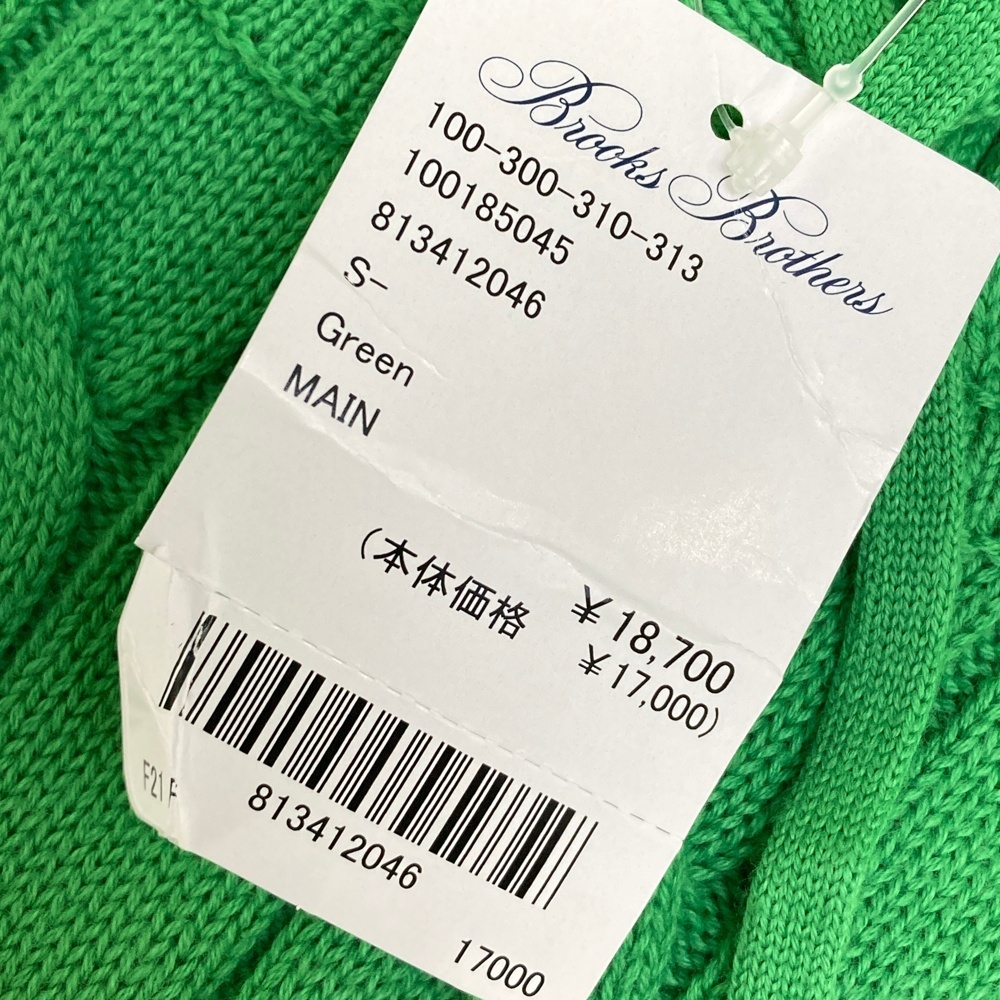 Brooks Brothers
100-300-310-313
100185045
813412046
S-
Green
MAIN
¥18,700
(本体価格 ¥17,000)
F21 F
813412046
17000